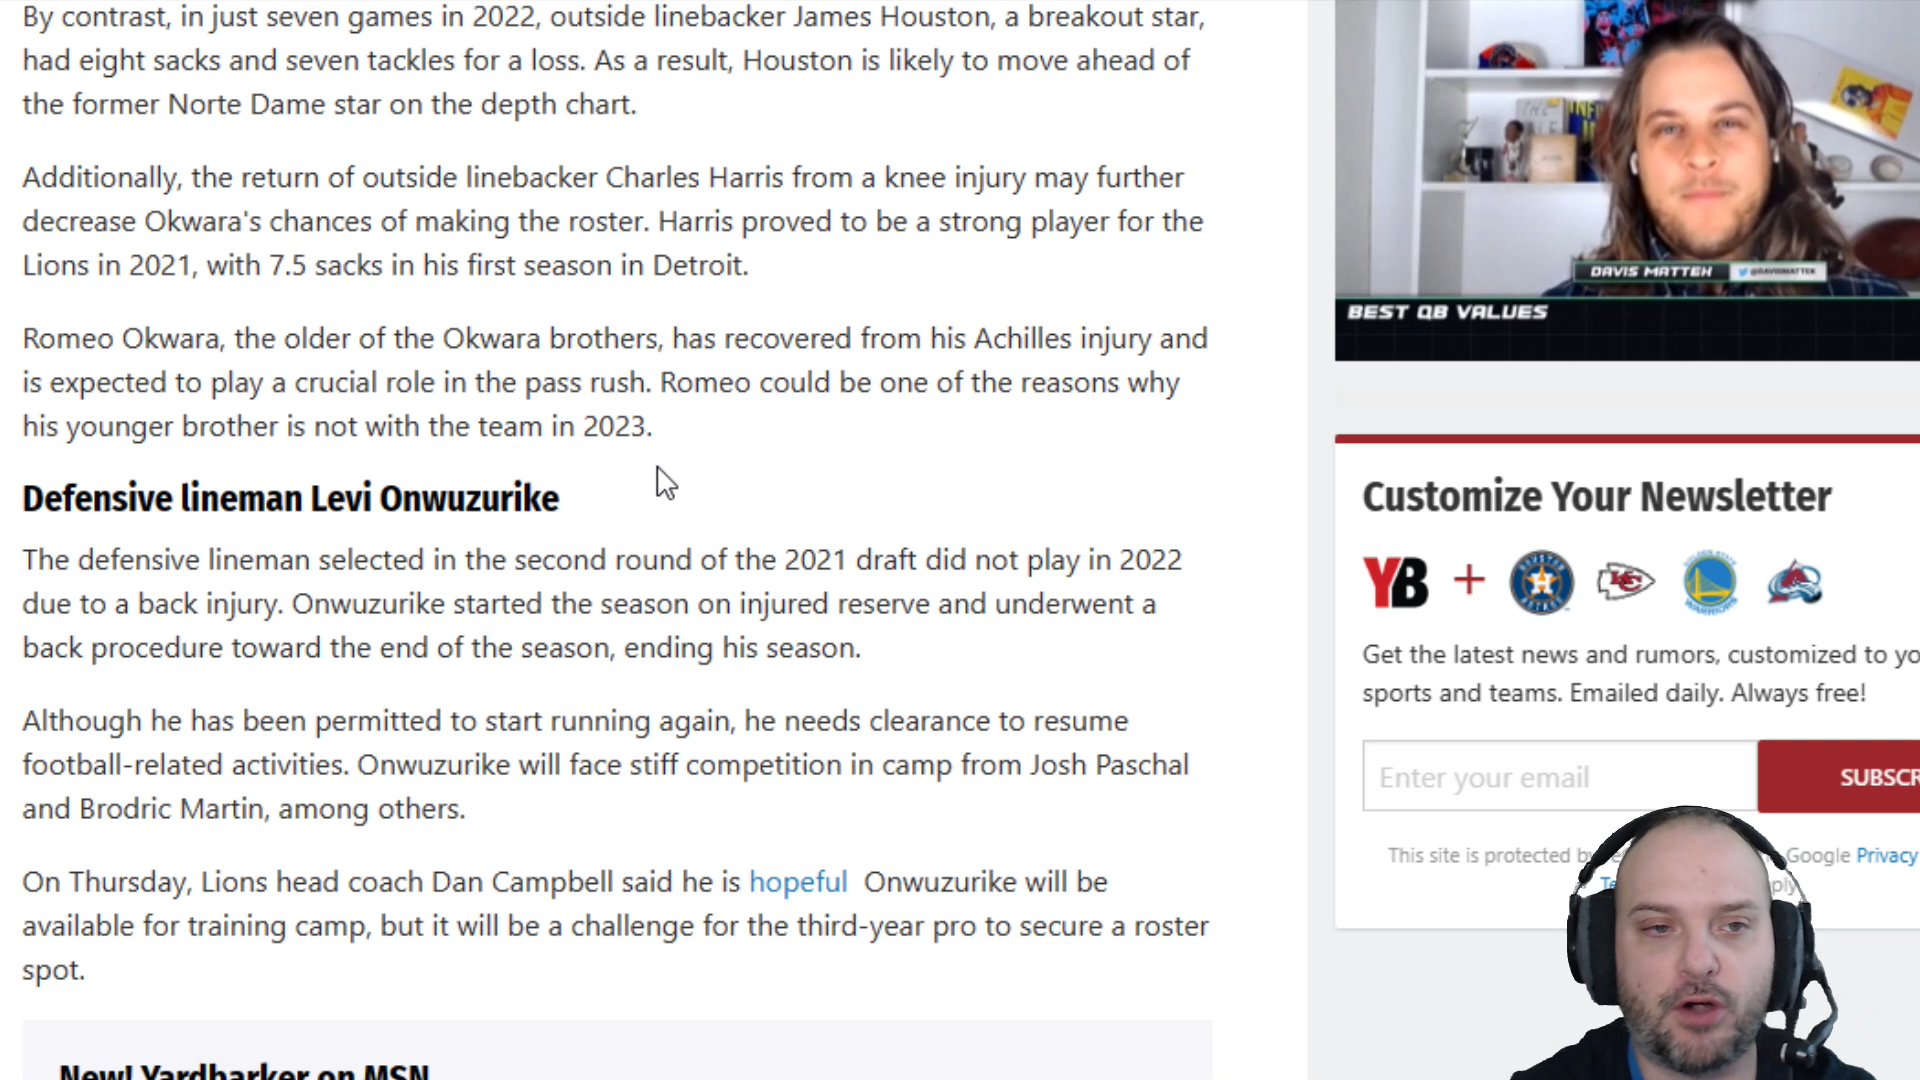 By contrast, in just seven games in 2022, outside linebacker James Houston, a breakout star,
had eight sacks and seven tackles for a loss. As a result, Houston is likely to move ahead of
the former Norte Dame star on the depth chart.
Additionally, the return of outside linebacker Charles Harris from a knee injury may further
decrease Okwara's chances of making the roster. Harris proved to be a strong player for the
Lions in 2021, with 7.5 sacks in his first season in Detroit.
Romeo Okwara, the older of the Okwara brothers, has recovered from his Achilles injury and
is expected to play a crucial role in the pass rush. Romeo could be one of the reasons why
his younger brother is not with the team in 2023.
Defensive lineman Levi Onwuzurike
The defensive lineman selected in the second round of the 2021 draft did not play in 2022
due to a back injury. Onwuzurike started the season on injured reserve and underwent a
back procedure toward the end of the season, ending his season.
Although he has been permitted to start running again, he needs clearance to resume
football-related activities. Onwuzurike will face stiff competition in camp from Josh Paschal
and Brodric Martin, among others.
On Thursday, Lions head coach Dan Campbell said he is hopeful Onwuzurike will be
available for training camp, but it will be a challenge for the third-year pro to secure a roster
spot.
New! Yardbarker on MSN
DAVIS MATTEK @DAVISMATTEK
BEST QB VALUES
Customize Your Newsletter
YB +
KC
WARRIORS
Get the latest news and rumors, customized to yo
sports and teams. Emailed daily. Always free!
Enter your email
SUBSCR
This site is protected by
Google Privacy
Te
ply